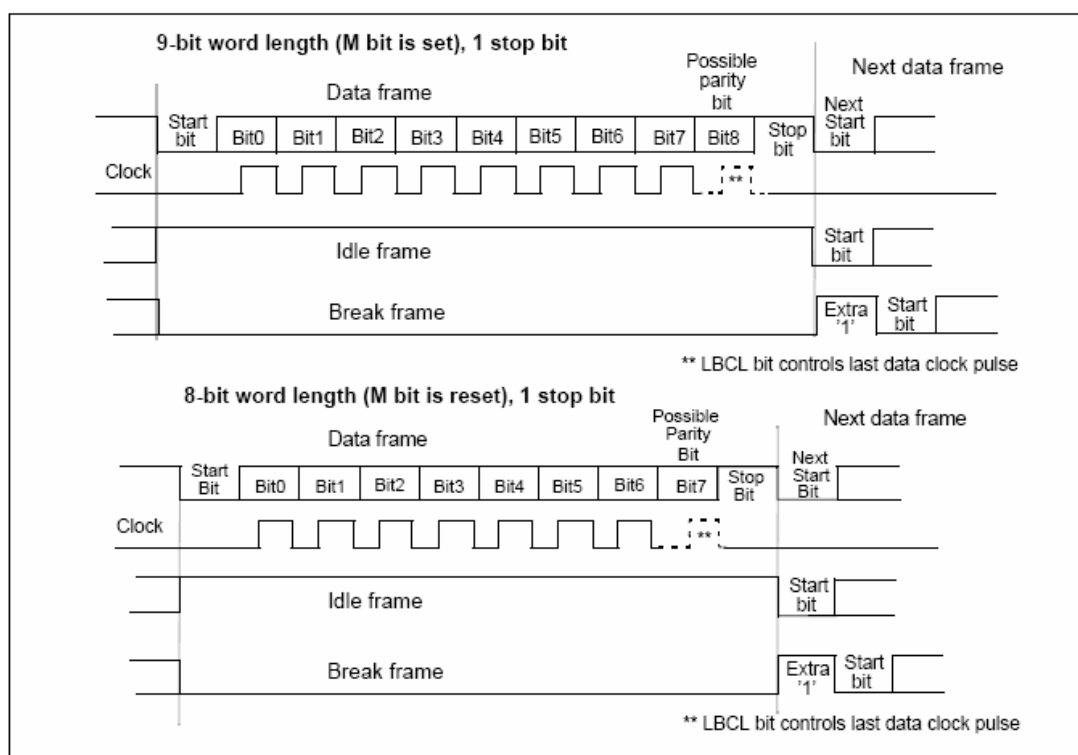 9-bit word length (M bit is set), 1 stop bit
Possible
parity
bit
Next data frame
Data frame
Start
bit
Bit0
Bit1
Bit2
Bit3
Bit4
Bit5
Bit6
Bit7
Bit8
Stop
bit
Next
Start
bit
Clock
**
Idle frame
Start
bit
Break frame
Extra
'1'
Start
bit
** LBCL bit controls last data clock pulse
8-bit word length (M bit is reset), 1 stop bit
Possible
Parity
Bit
Next data frame
Data frame
Start
Bit
Bit0
Bit1
Bit2
Bit3
Bit4
Bit5
Bit6
Bit7
Stop
Bit
Next
Start
Bit
Clock
**
Idle frame
Start
bit
Break frame
Extra
'1'
Start
bit
** LBCL bit controls last data clock pulse